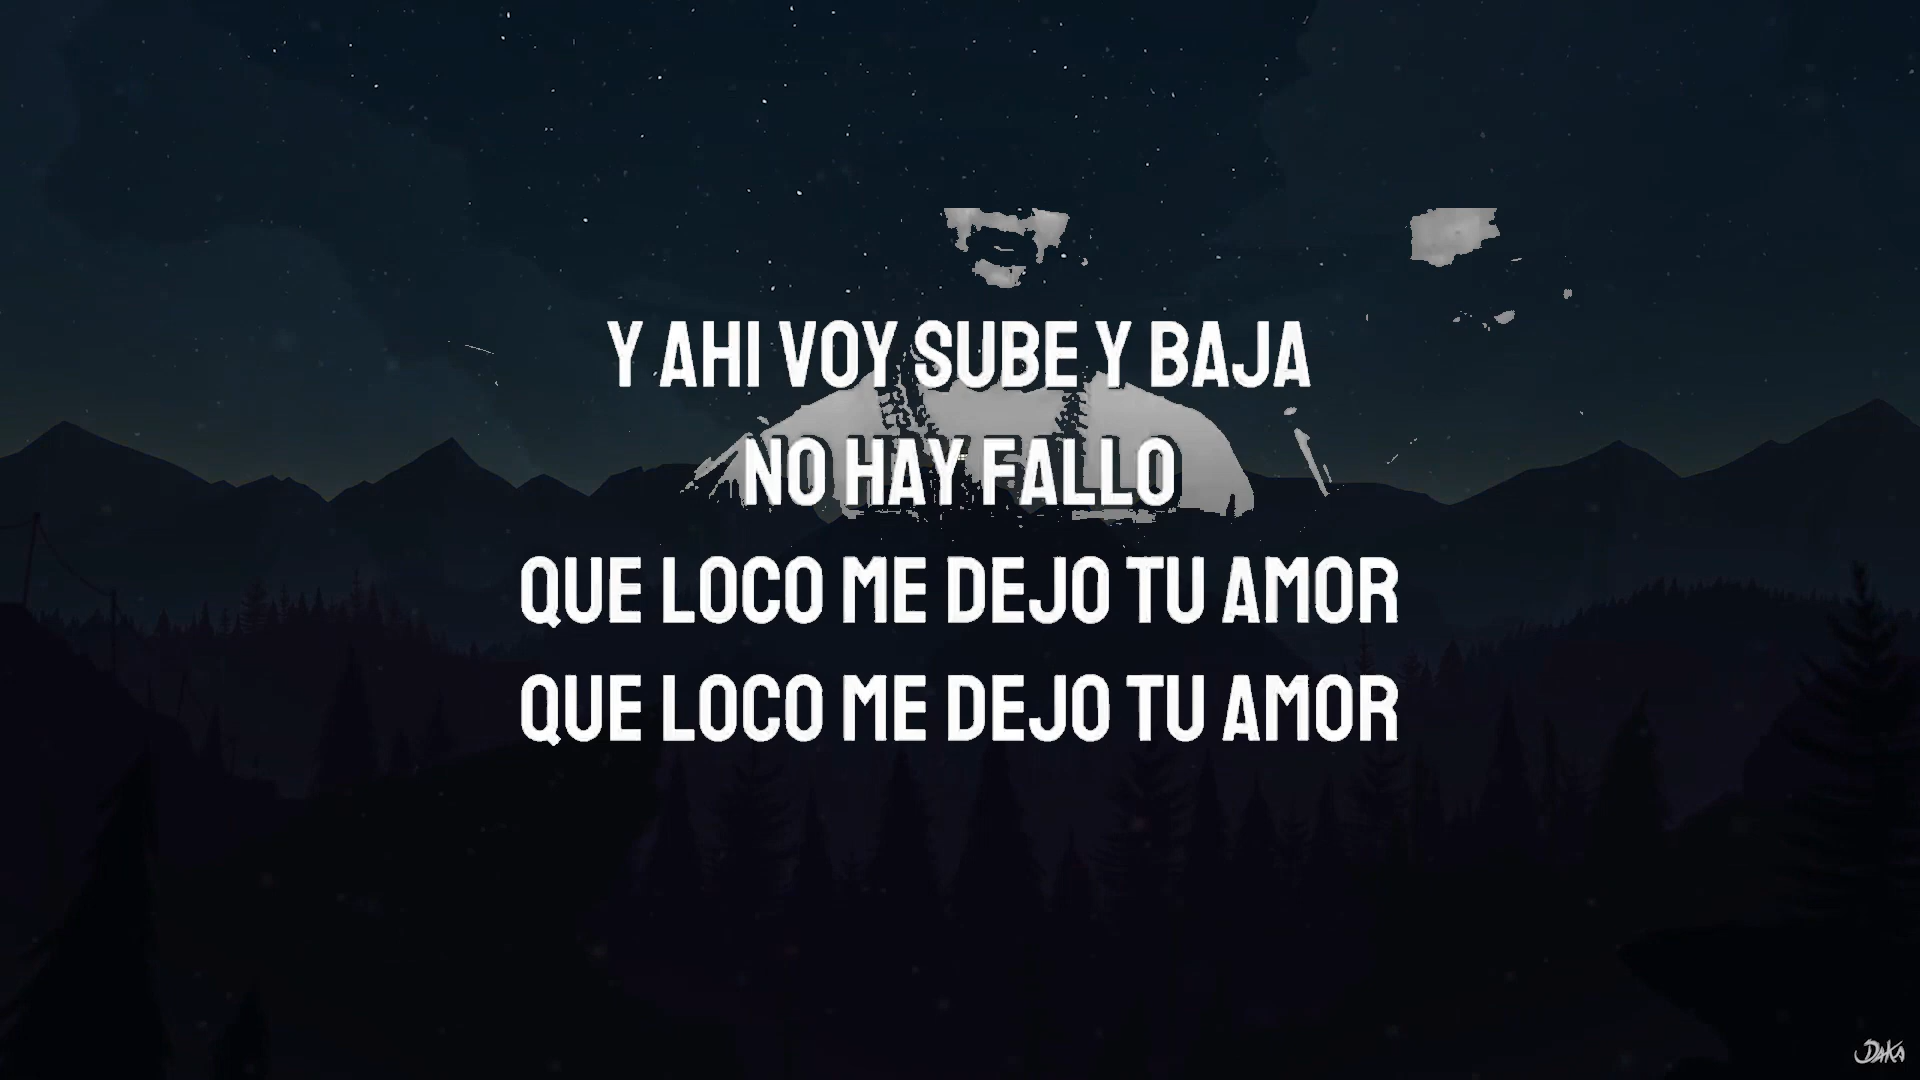 Y AHI VOY SUBE Y BAJA
NO HAY FALLO
QUE LOCO ME DEJO TU AMOR
QUE LOCO ME DEJO TU AMOR
DAKA